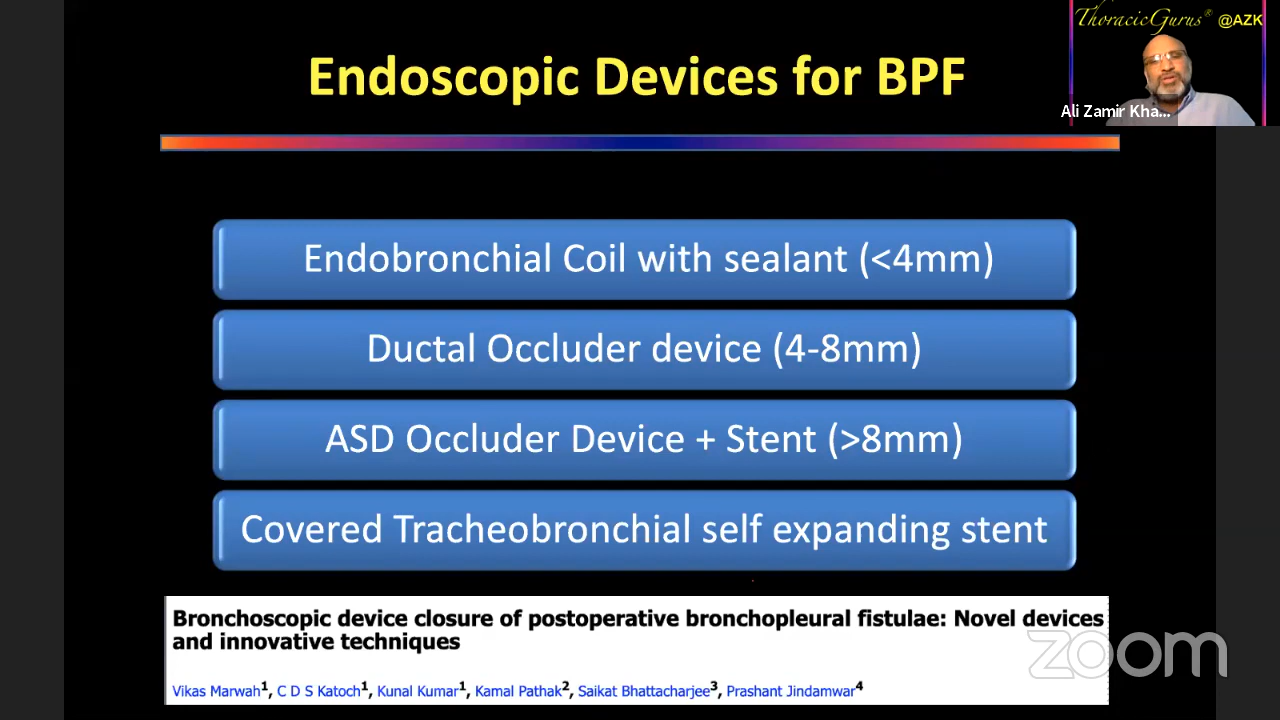 ThoracicGurus® @AZK
Ali Zamir Kha...
Endoscopic Devices for BPF
Endobronchial Coil with sealant (<4mm)
Ductal Occluder device (4-8mm)
ASD Occluder Device + Stent (>8mm)
Covered Tracheobronchial self expanding stent
Bronchoscopic device closure of postoperative bronchopleural fistulae: Novel devices
and innovative techniques
Vikas Marwah1, C D S Katoch1, Kunal Kumar1, Kamal Pathak2, Saikat Bhattacharjee3, Prashant Jindamwar4
zoom